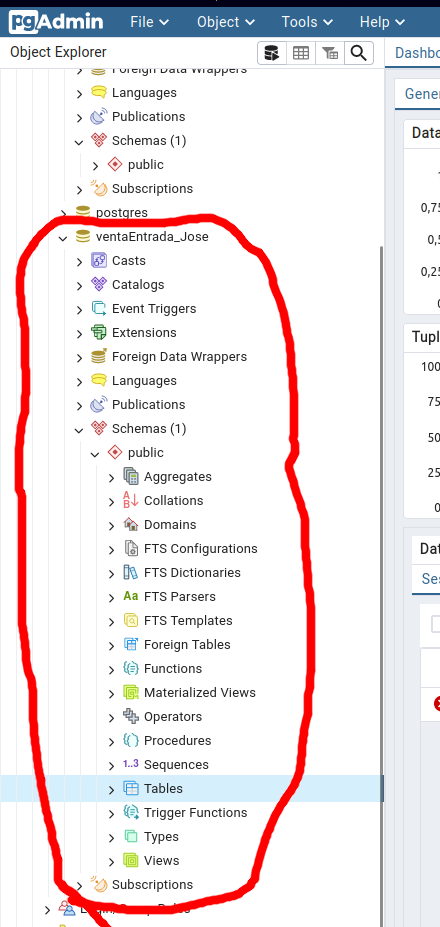 pgAdmin File Object Tools Help
Object Explorer Dashbo
Foreign Data Wrappers
Languages
Publications
Schemas (1)
public
Subscriptions
postgres
ventaEntrada_Jose
Casts
Catalogs
Event Triggers
Extensions
Foreign Data Wrappers
Languages
Publications
Schemas (1)
public
Aggregates
Collations
Domains
FTS Configurations
FTS Dictionaries
Aa FTS Parsers
FTS Templates
Foreign Tables
Functions
Materialized Views
Operators
Procedures
1..3 Sequences
Tables
Trigger Functions
Types
Views
Subscriptions
Gener
Data
0,75
0,5
0,25
0
Tupl
100
75
50
25
0
Dat
Ses